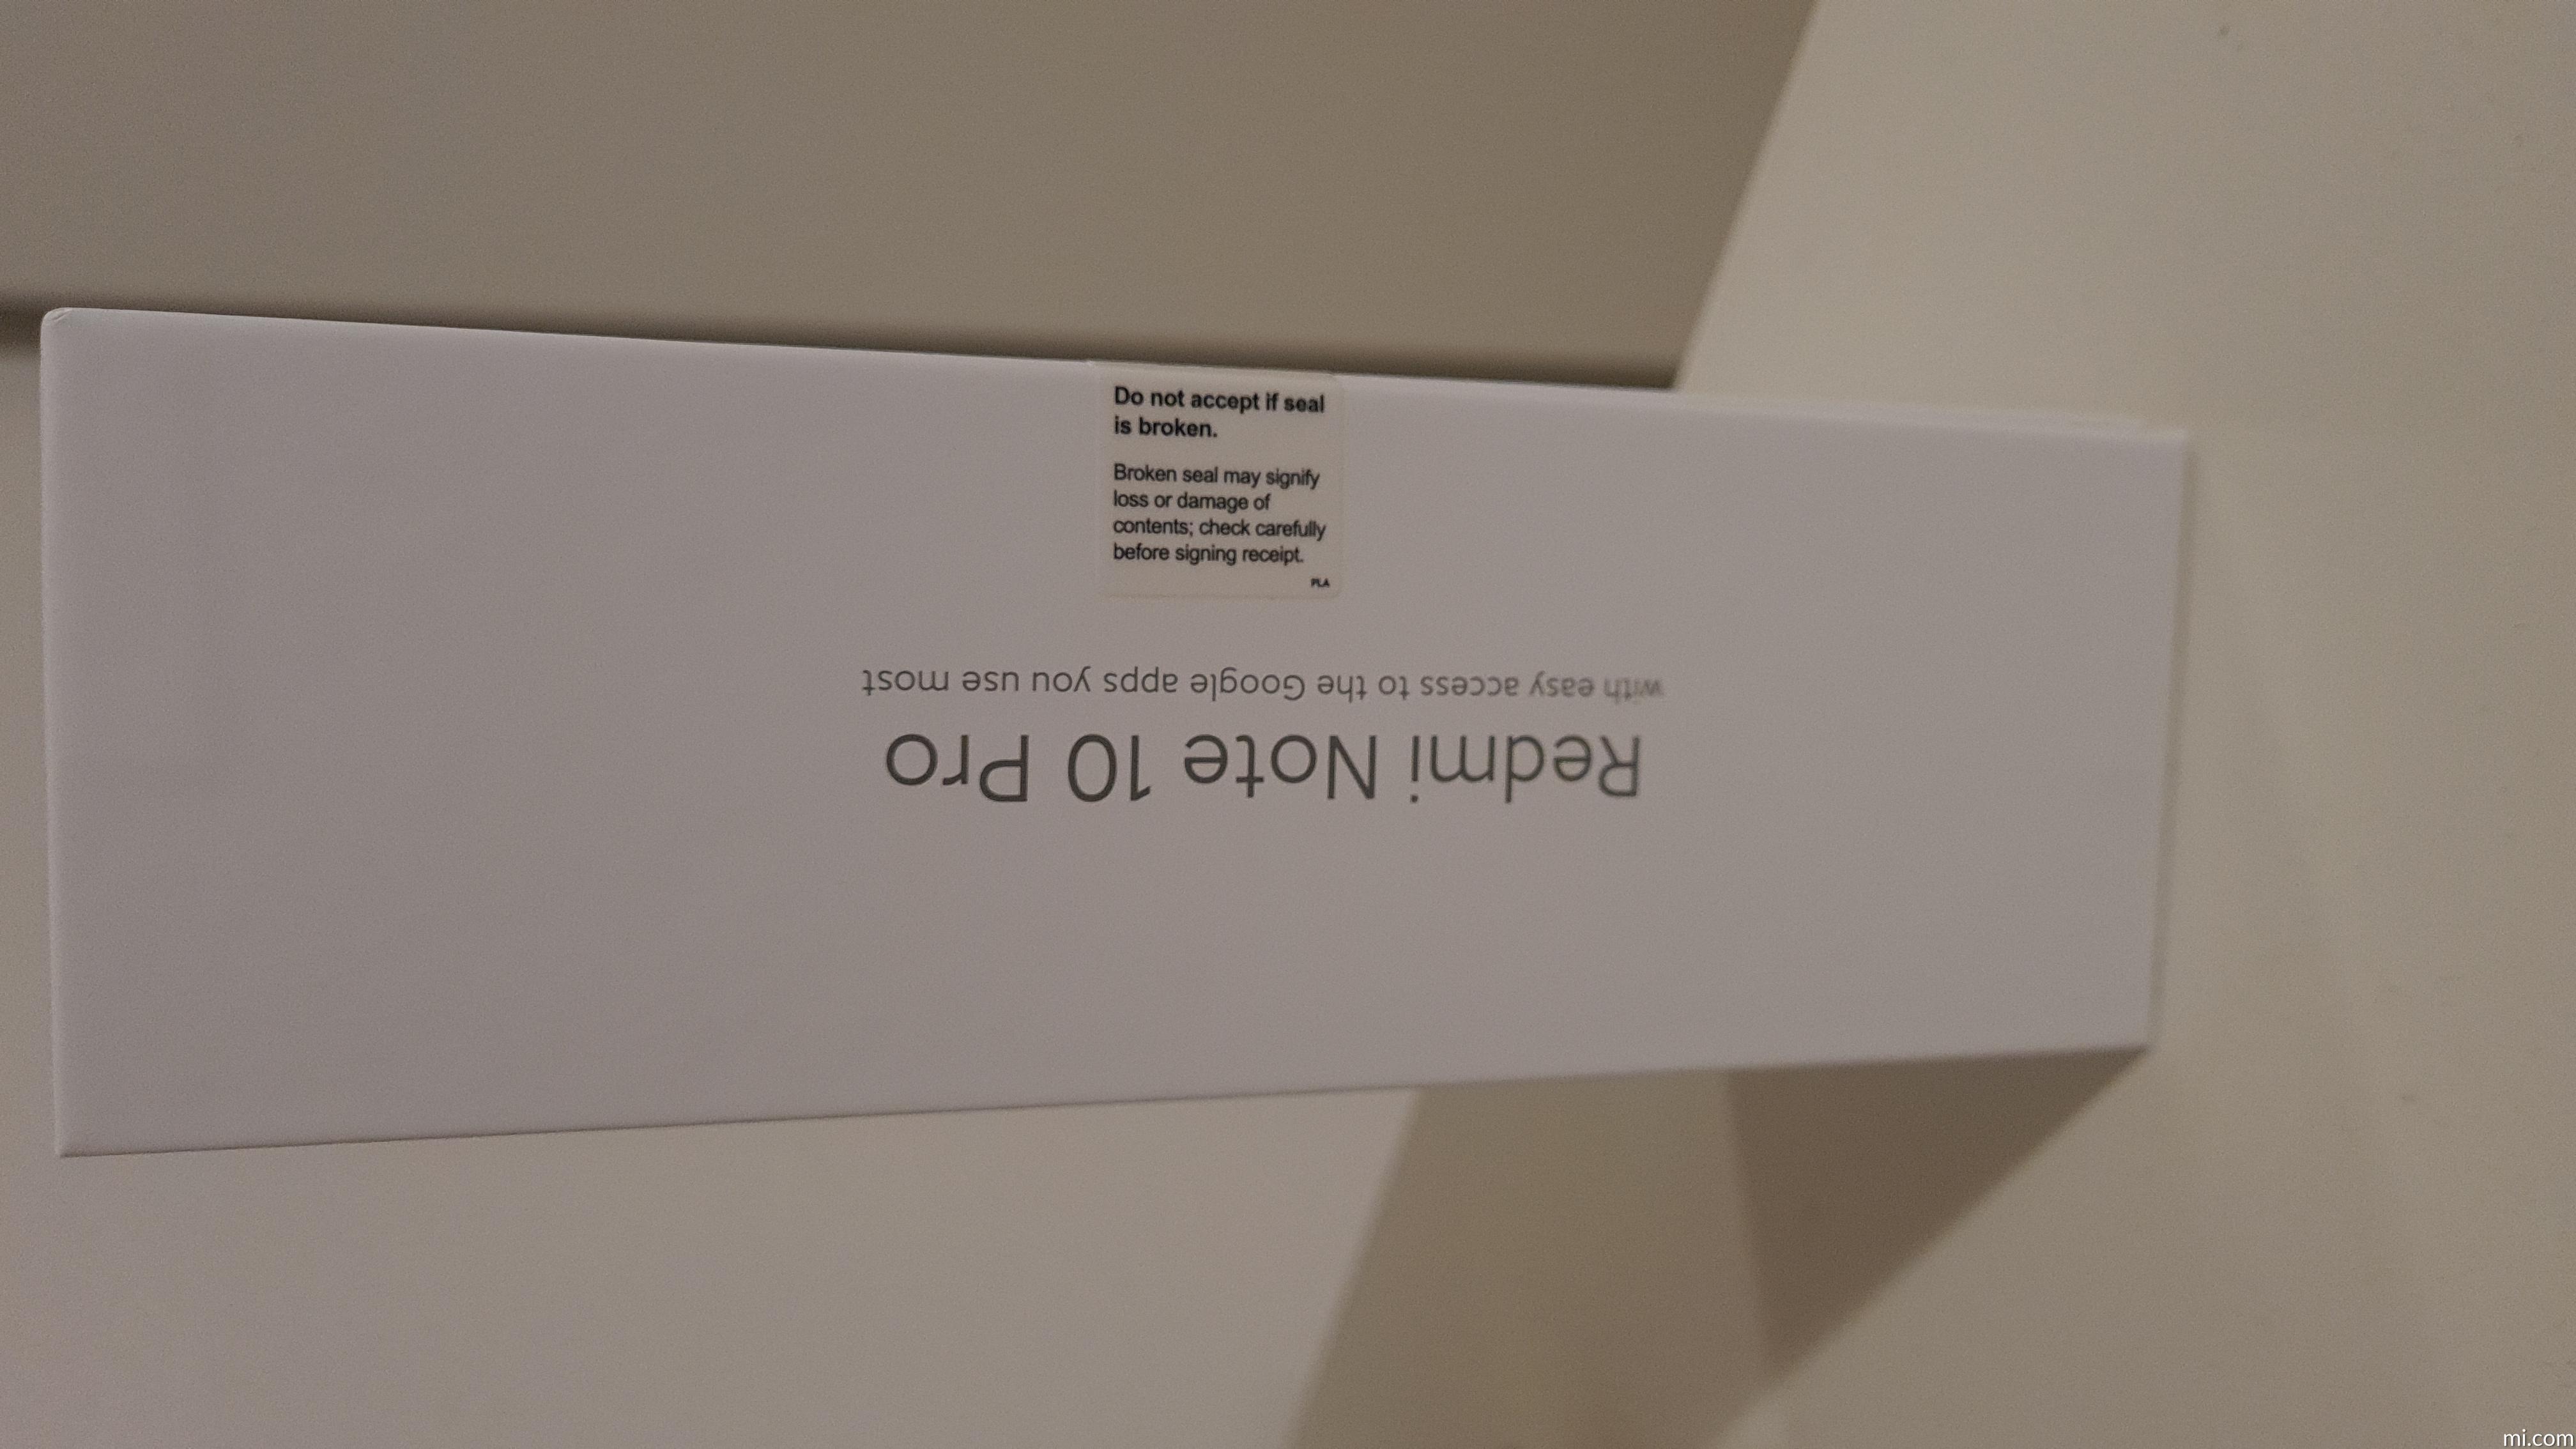 Do not accept if seal
is broken.
Broken seal may signify
loss or damage of
contents; check carefully
before signing receipt.
PLA
Redmi Note 10 Pro
with easy access to the Google apps you use most
mi.com